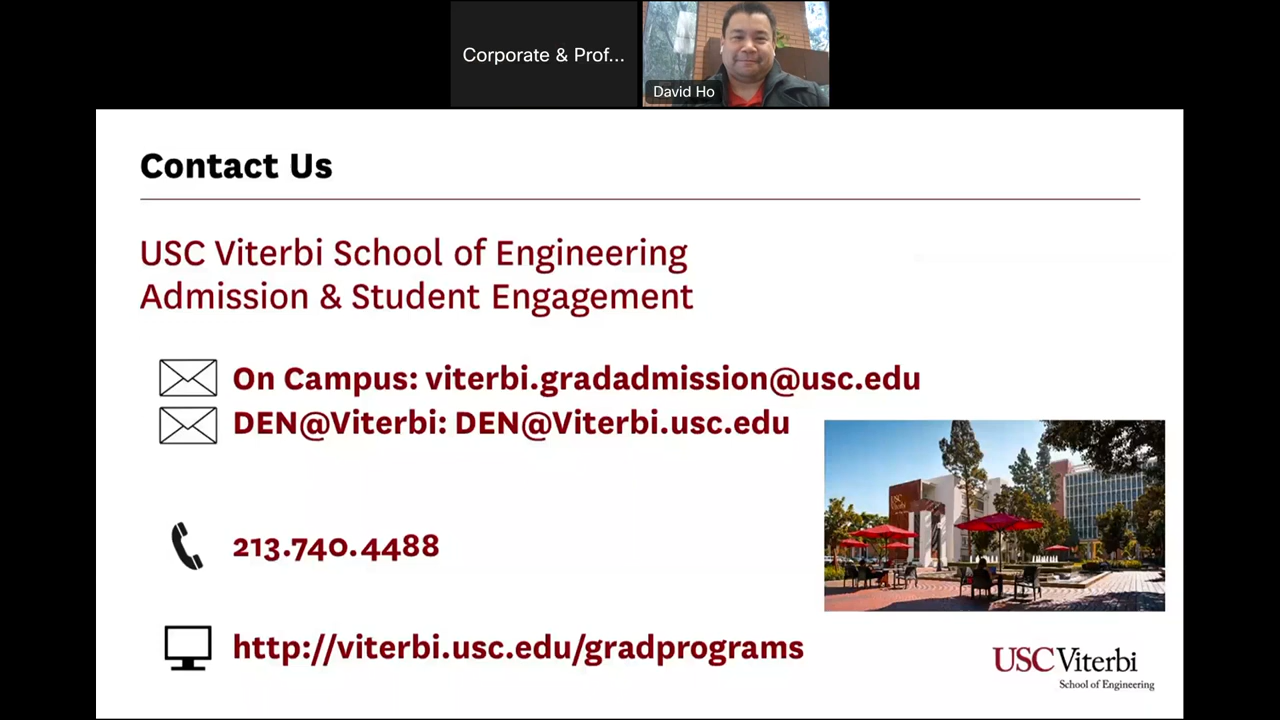 Corporate & Prof...
David Ho
Contact Us
USC Viterbi School of Engineering
Admission & Student Engagement
On Campus: viterbi.gradadmission@usc.edu
DEN@Viterbi: DEN@Viterbi.usc.edu
213.740.4488
http://viterbi.usc.edu/gradprograms
USC
Viterbi
USC Viterbi
School of Engineering